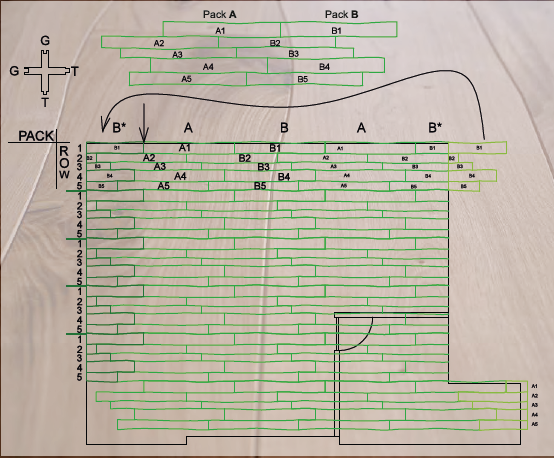 Pack A Pack B
A1 B1
A2 B2
A3 B3
A4 B4
A5 B5
G
G T
T
B* A B A B*
PACK
ROW
1 B1 A1 B1 A1 B1 B1
2 B2 A2 B2 A2 B2 B2
3 B3 A3 B3 A3 B3 B3
4 B4 A4 B4 A4 B4 B4
5 B5 A5 B5 A5 B5 B5
1
2
3
4
5
1
2
3
4
5
1
2
3
4
5
1
2
3
4
5
A1
A2
A3
A4
A5